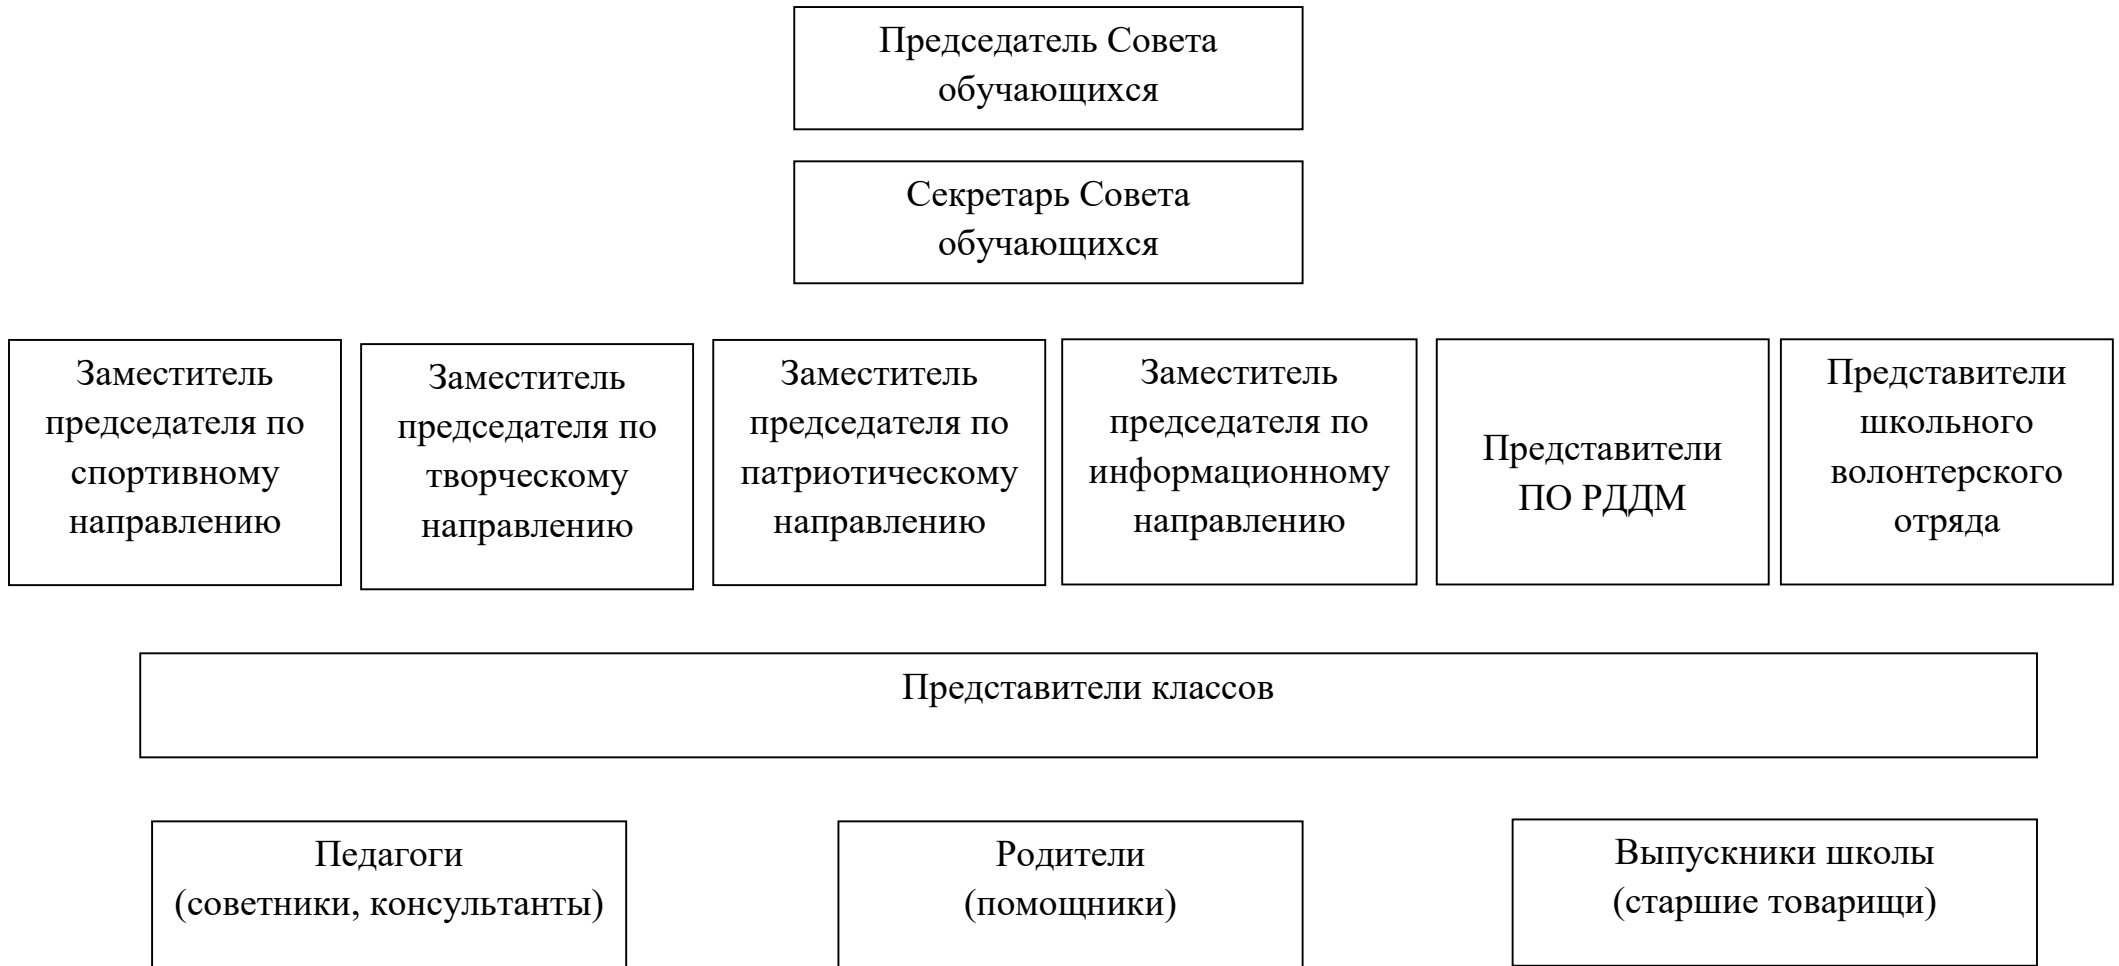 Председатель Совета
обучающихся
Секретарь Совета
обучающихся
Заместитель
председателя по
спортивному
направлению
Заместитель
председателя по
творческому
направлению
Заместитель
председателя по
патриотическому
направлению
Заместитель
председателя по
информационному
направлению
Представители
ПО РДДМ
Представители
школьного
волонтерского
отряда
Представители классов
Педагоги
(советники, консультанты)
Родители
(помощники)
Выпускники школы
(старшие товарищи)